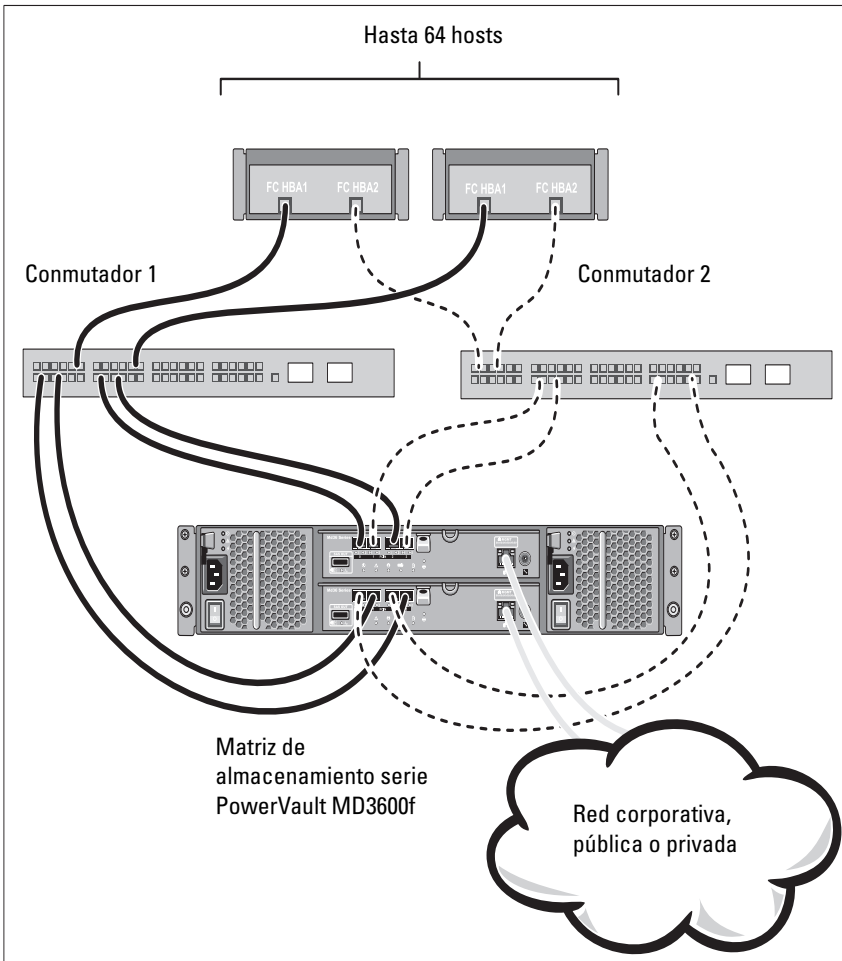 Hasta 64 hosts
FC HBA1
FC HBA2
FC HBA1
FC HBA2
Conmutador 1
Conmutador 2
Matriz de
almacenamiento serie
PowerVault MD3600f
Red corporativa,
pública o privada